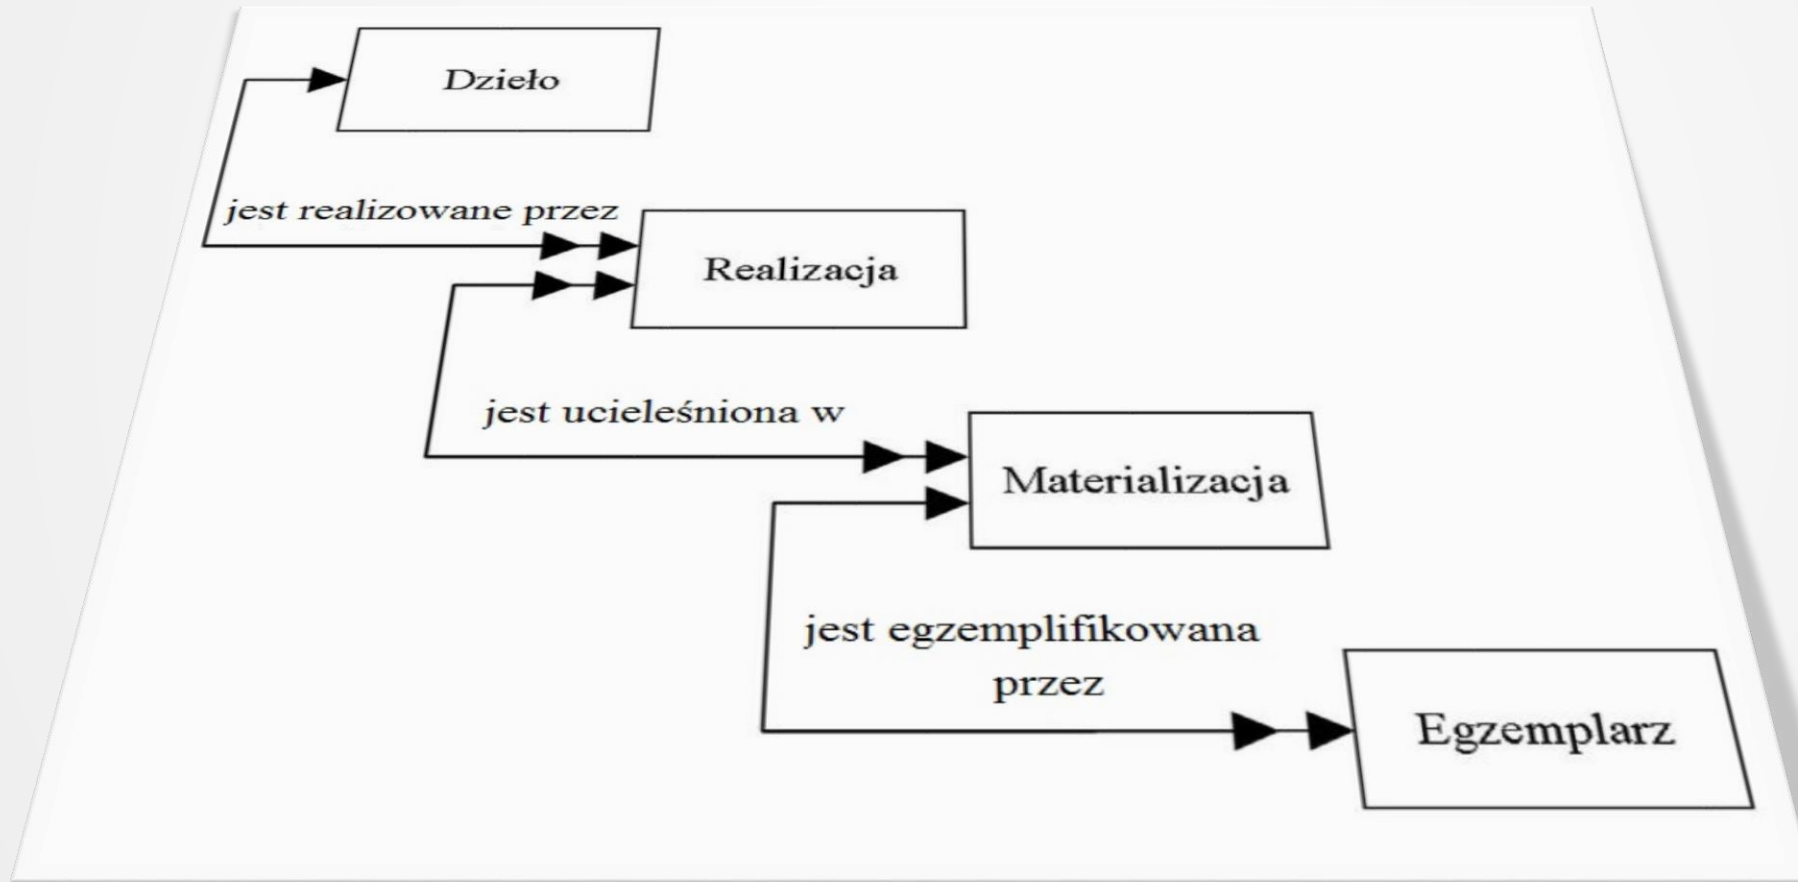 Dzieło
jest realizowane przez
Realizacja
jest ucieleśniona w
Materializacja
jest egzemplifikowana
przez
Egzemplarz